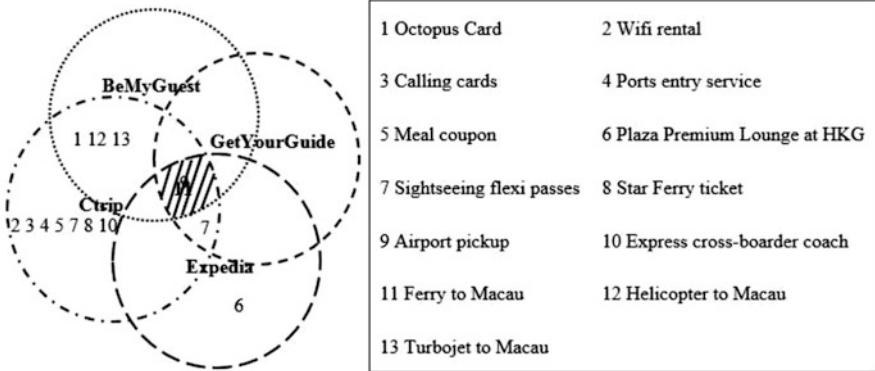 BeMyGuest
1 12 13
GetYourGuide
11
Ctrip
2 3 4 5 7 8 10
7
Expedia
6
1 Octopus Card 2 Wifi rental
3 Calling cards 4 Ports entry service
5 Meal coupon 6 Plaza Premium Lounge at HKG
7 Sightseeing flexi passes 8 Star Ferry ticket
9 Airport pickup 10 Express cross-boarder coach
11 Ferry to Macau 12 Helicopter to Macau
13 Turbojet to Macau